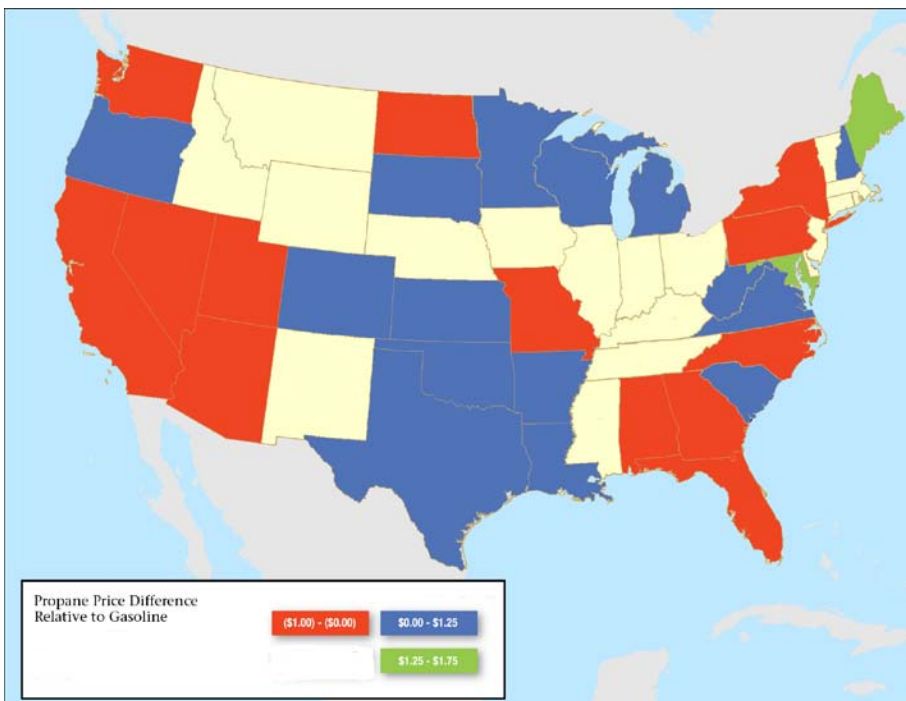 Propane Price Difference
Relative to Gasoline
($1.00) - ($0.00)
$0.00 - $1.25
$1.25 - $1.75